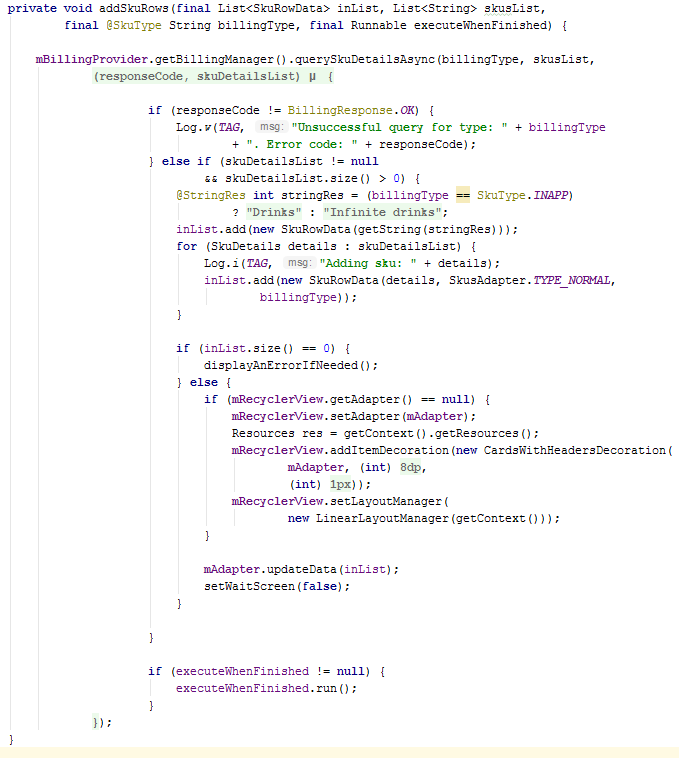 private void addSkuRows(final List<SkuRowData> inList, List<String> skusList,
        final @SkuType String billingType, final Runnable executeWhenFinished) {

    mBillingProvider.getBillingManager().querySkuDetailsAsync(billingType, skusList,
            (responseCode, skuDetailsList) µ {

                    if (responseCode != BillingResponse.OK) {
                        Log.w(TAG, msg: "Unsuccessful query for type: " + billingType
                                + ". Error code: " + responseCode);
                    } else if (skuDetailsList != null
                            && skuDetailsList.size() > 0) {
                        @StringRes int stringRes = (billingType == SkuType.INAPP)
                                ? "Drinks" : "Infinite drinks";
                        inList.add(new SkuRowData(getString(stringRes)));
                        for (SkuDetails details : skuDetailsList) {
                            Log.i(TAG, msg: "Adding sku: " + details);
                            inList.add(new SkuRowData(details, SkusAdapter.TYPE_NORMAL,
                                    billingType));
                        }

                        if (inList.size() == 0) {
                            displayAnErrorIfNeeded();
                        } else {
                            if (mRecyclerView.getAdapter() == null) {
                                mRecyclerView.setAdapter(mAdapter);
                                Resources res = getContext().getResources();
                                mRecyclerView.addItemDecoration(new CardsWithHeadersDecoration(
                                        mAdapter, (int) 8dp,
                                        (int) 1px));
                                mRecyclerView.setLayoutManager(
                                        new LinearLayoutManager(getContext()));
                            }

                            mAdapter.updateData(inList);
                            setWaitScreen(false);
                        }

                    }

                    if (executeWhenFinished != null) {
                        executeWhenFinished.run();
                    }
            });
}